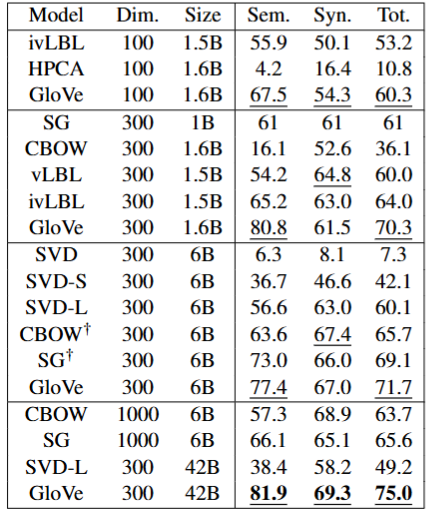 Model Dim. Size Sem. Syn. Tot.
ivLBL 100 1.5B 55.9 50.1 53.2
HPCA 100 1.6B 4.2 16.4 10.8
GloVe 100 1.6B 67.5 54.3 60.3
SG 300 1B 61 61 61
CBOW 300 1.6B 16.1 52.6 36.1
vLBL 300 1.5B 54.2 64.8 60.0
ivLBL 300 1.5B 65.2 63.0 64.0
GloVe 300 1.6B 80.8 61.5 70.3
SVD 300 6B 6.3 8.1 7.3
SVD-S 300 6B 36.7 46.6 42.1
SVD-L 300 6B 56.6 63.0 60.1
CBOW† 300 6B 63.6 67.4 65.7
SG† 300 6B 73.0 66.0 69.1
GloVe 300 6B 77.4 67.0 71.7
CBOW 1000 6B 57.3 68.9 63.7
SG 1000 6B 66.1 65.1 65.6
SVD-L 300 42B 38.4 58.2 49.2
GloVe 300 42B 81.9 69.3 75.0